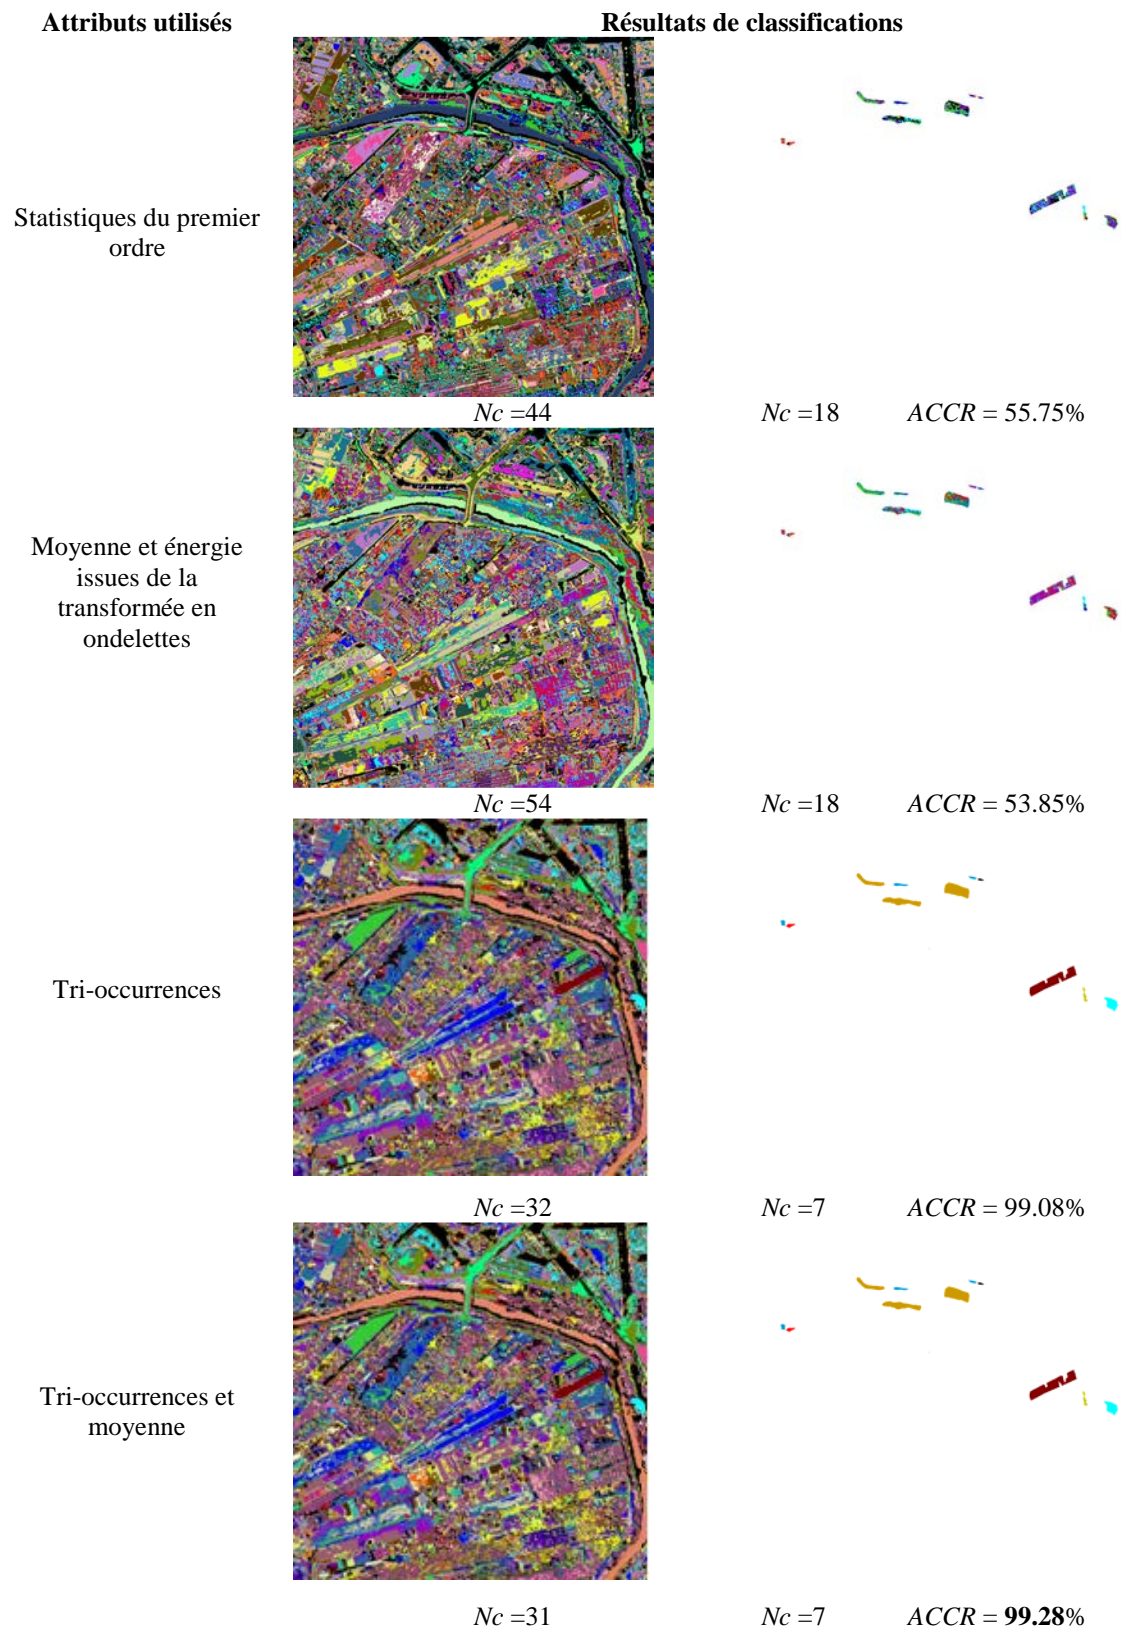 Attributs utilisés
Résultats de classifications
Statistiques du premier
ordre
Nc =44
Nc =18
ACCR = 55.75%
Moyenne et énergie
issues de la
transformée en
ondelettes
Nc =54
Nc =18
ACCR = 53.85%
Tri-occurrences
Nc =32
Nc =7
ACCR = 99.08%
Tri-occurrences et
moyenne
Nc =31
Nc =7
ACCR = 99.28%